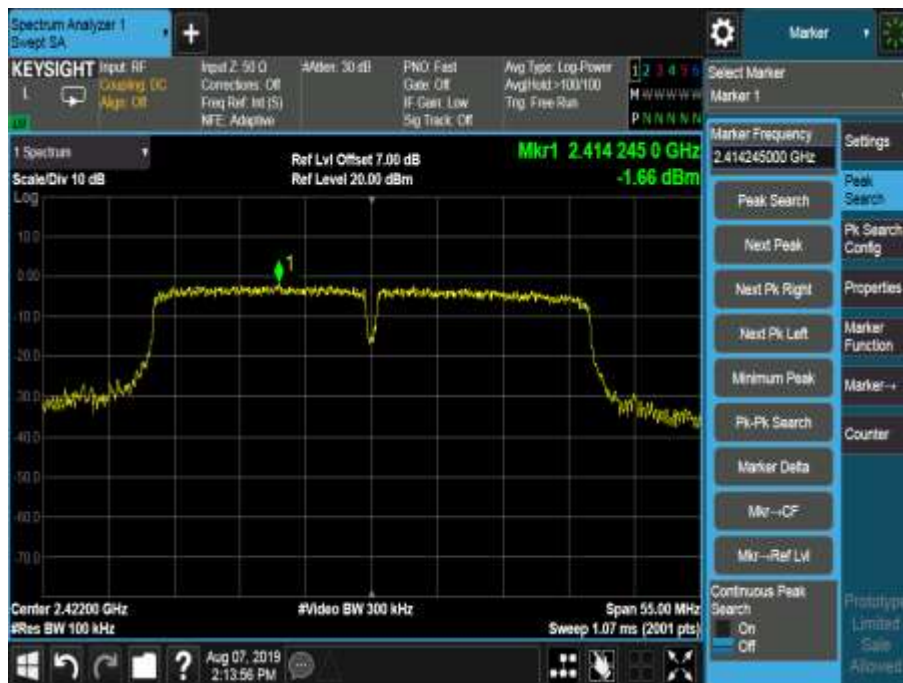 Spectrum Analyzer 1
Swept SA
+
Marker
KEYSIGHT
L
Input: RF
Coupling: DC
Align: Off
Input Z: 50 Ω
Corrections: Off
Freq Ref: Int (S)
NFE: Adaptive
#Atten: 30 dB
PNO: Fast
Gate: Off
IF Gain: Low
Sig Track: Off
Avg Type: Log-Power
Avg|Hold:>100/100
Trig: Free Run
1 2 3 4 5 6
M W W W W W
P N N N N N
Select Marker
Marker 1
1 Spectrum
Scale/Div 10 dB
Log
Ref Lvl Offset 7.00 dB
Ref Level 20.00 dBm
Mkr1 2.414 245 0 GHz
-1.66 dBm
10.0
0.00
-10.0
-20.0
-30.0
-40.0
-50.0
-60.0
-70.0
1
Center 2.42200 GHz
#Res BW 100 kHz
#Video BW 300 kHz
Span 55.00 MHz
Sweep 1.07 ms (2001 pts)
Marker Frequency
2.414245000 GHz
Peak Search
Next Peak
Next Pk Right
Next Pk Left
Minimum Peak
Pk-Pk Search
Marker Delta
Mkr→CF
Mkr→Ref Lvl
Continuous Peak
Search
On
Off
Settings
Peak
Search
Pk Search
Config
Properties
Marker
Function
Marker→
Counter
Prototype
Limited
Sale
Allowed
?
Aug 07, 2019
2:13:56 PM